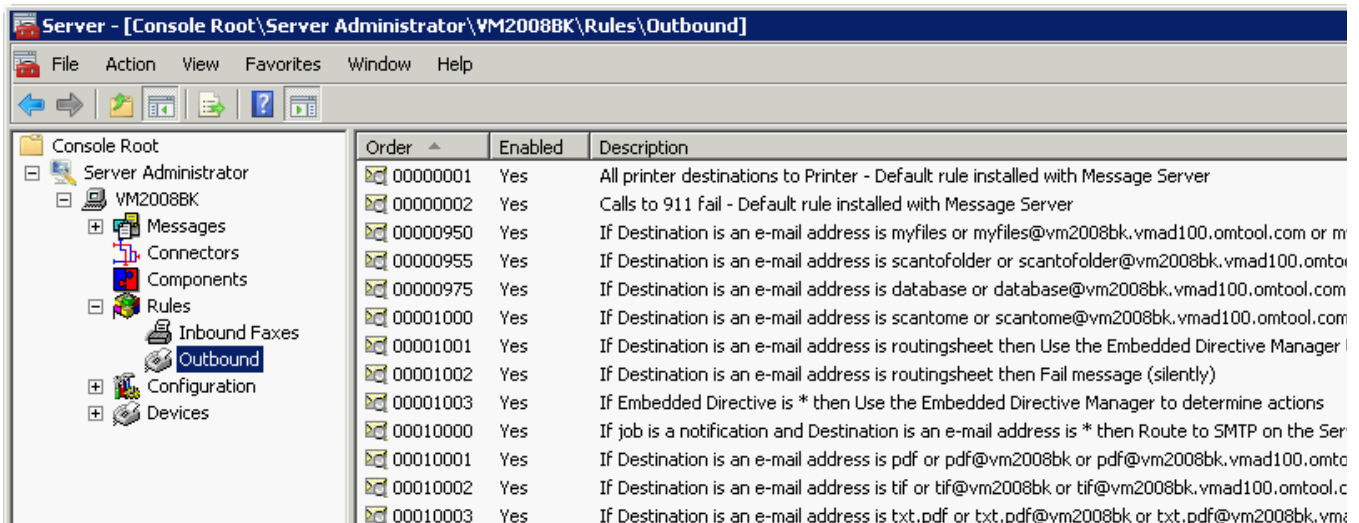 Server - [Console Root\Server Administrator\VM2008BK\Rules\Outbound]
File Action View Favorites Window Help
Console Root
Server Administrator
VM2008BK
Messages
Connectors
Components
Rules
Inbound Faxes
Outbound
Configuration
Devices
Order Enabled Description
00000001 Yes All printer destinations to Printer - Default rule installed with Message Server
00000002 Yes Calls to 911 fail - Default rule installed with Message Server
00000950 Yes If Destination is an e-mail address is myfiles or myfiles@vm2008bk.vmad100.omtool.com or
00000955 Yes If Destination is an e-mail address is scantofolder or scantofolder@vm2008bk.vmad100.omto
00000975 Yes If Destination is an e-mail address is database or database@vm2008bk.vmad100.omtool.com
00001000 Yes If Destination is an e-mail address is scantome or scantome@vm2008bk.vmad100.omtool.com
00001001 Yes If Destination is an e-mail address is routingsheet then Use the Embedded Directive Manager
00001002 Yes If Destination is an e-mail address is routingsheet then Fail message (silently)
00001003 Yes If Embedded Directive is * then Use the Embedded Directive Manager to determine actions
00010000 Yes If job is a notification and Destination is an e-mail address is * then Route to SMTP on the Ser
00010001 Yes If Destination is an e-mail address is pdf or pdf@vm2008bk or pdf@vm2008bk.vmad100.omto
00010002 Yes If Destination is an e-mail address is tif or tif@vm2008bk or tif@vm2008bk.vmad100.omtool.c
00010003 Yes If Destination is an e-mail address is txt.pdf or txt.pdf@vm2008bk or txt.pdf@vm2008bk.vma